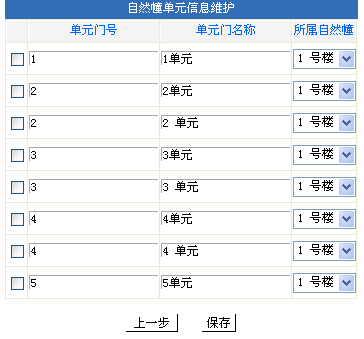 自然幢单元信息维护
单元门号 单元门名称 所属自然幢
1 1单元 1 号楼
2 2单元 1 号楼
2 2 单元 1 号楼
3 3单元 1 号楼
3 3 单元 1 号楼
4 4单元 1 号楼
4 4 单元 1 号楼
5 5单元 1 号楼
上一步 保存